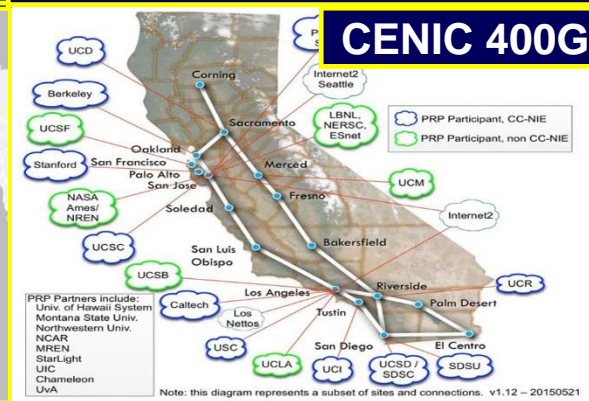 CENIC 400G
UCD
P
S
Internet2
Seattle
Corning
Berkeley
UCSF
Sacramento
LBNL,
NERSC,
ESnet
PRP Participant, CC-NIE
PRP Participant, non CC-NIE
Oakland
Stanford
San Francisco
Palo Alto
San Jose
Merced
UCM
NASA
Ames/
NREN
Soledad
Fresno
Internet2
UCSC
San Luis
Obispo
Bakersfield
UCSB
Los Angeles
Riverside
UCR
Caltech
Los
Nettos
Tustin
Palm Desert
USC
San Diego
El Centro
UCLA
UCI
UCSD /
SDSC
SDSU
PRP Partners include:
Univ. of Hawaii System
Montana State Univ.
Northwestern Univ.
NCAR
MREN
StarLight
UIC
Chameleon
UvA
Note: this diagram represents a subset of sites and connections. v1.12 – 20150521